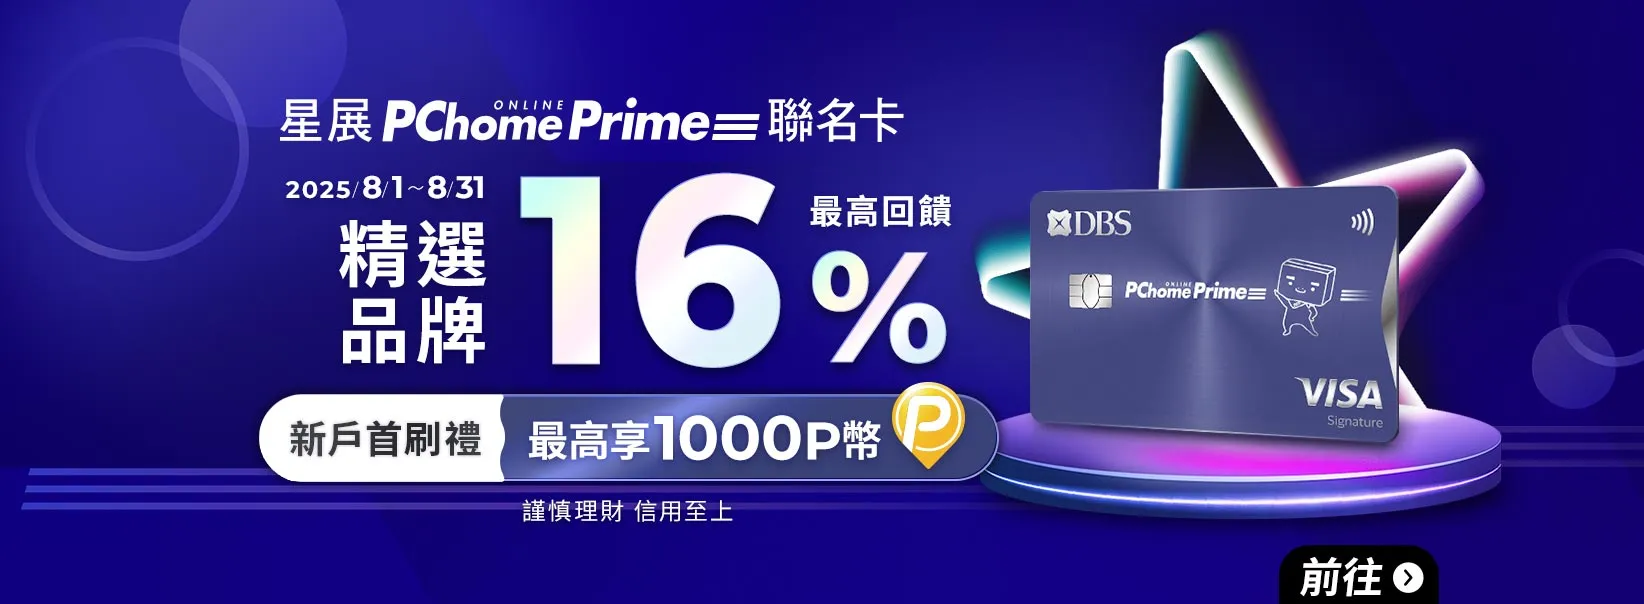 星展 PChome ONLINE Prime 聯名卡
2025/8/1~8/31
精選
品牌
16%
最高回饋
新戶首刷禮 最高享1000P幣 P
謹慎理財 信用至上
DBS
PChome ONLINE Prime
VISA
Signature
前往